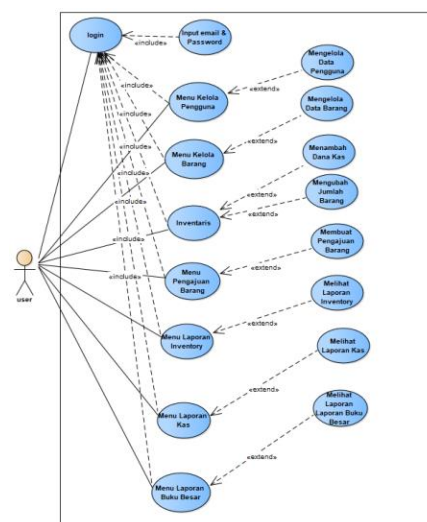 login
Input email &
Password
«include»
Mengelola
Data
Pengguna
Menu Kelola
Pengguna
«extend»
«include»
Mengelola
Data Barang
Menu Kelola
Barang
«extend»
«include»
Menambah
Dana Kas
Mengubah
Jumlah
Barang
Inventaris
«extend»
«extend»
«include»
Membuat
Pengajuan
Barang
user
Menu
Pengajuan
Barang
«extend»
«include»
Melihat
Laporan
Inventory
Menu Laporan
Inventory
«extend»
Melihat
Laporan Kas
Menu Laporan
Kas
«extend»
Melihat
Laporan
Laporan Buku
Besar
Menu Laporan
Buku Besar
«extend»